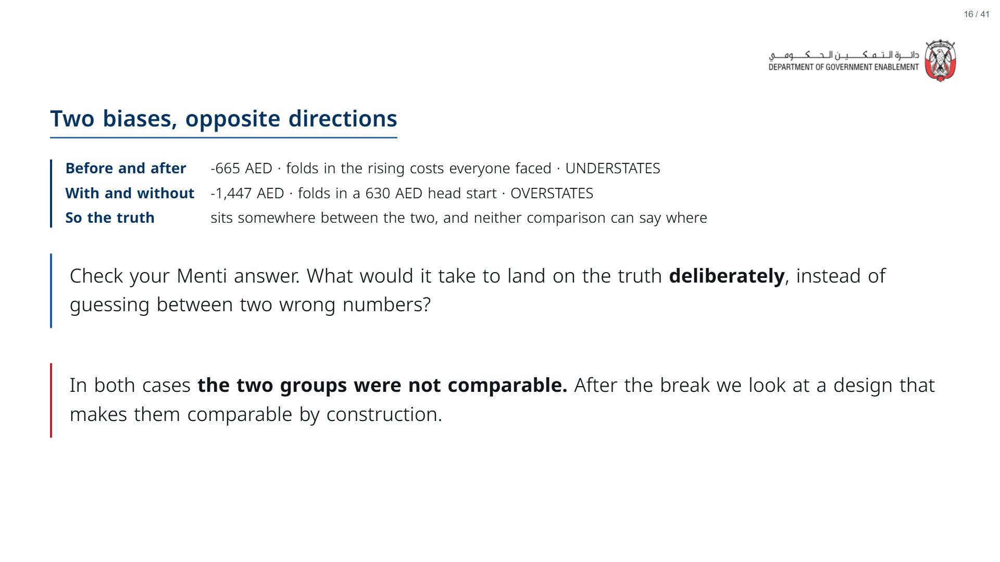 16 / 41
دائرة التمكين الحكومي
DEPARTMENT OF GOVERNMENT ENABLEMENT
Two biases, opposite directions
Before and after -665 AED · folds in the rising costs everyone faced · UNDERSTATES
With and without -1,447 AED · folds in a 630 AED head start · OVERSTATES
So the truth sits somewhere between the two, and neither comparison can say where
Check your Menti answer. What would it take to land on the truth deliberately, instead of
guessing between two wrong numbers?
In both cases the two groups were not comparable. After the break we look at a design that
makes them comparable by construction.